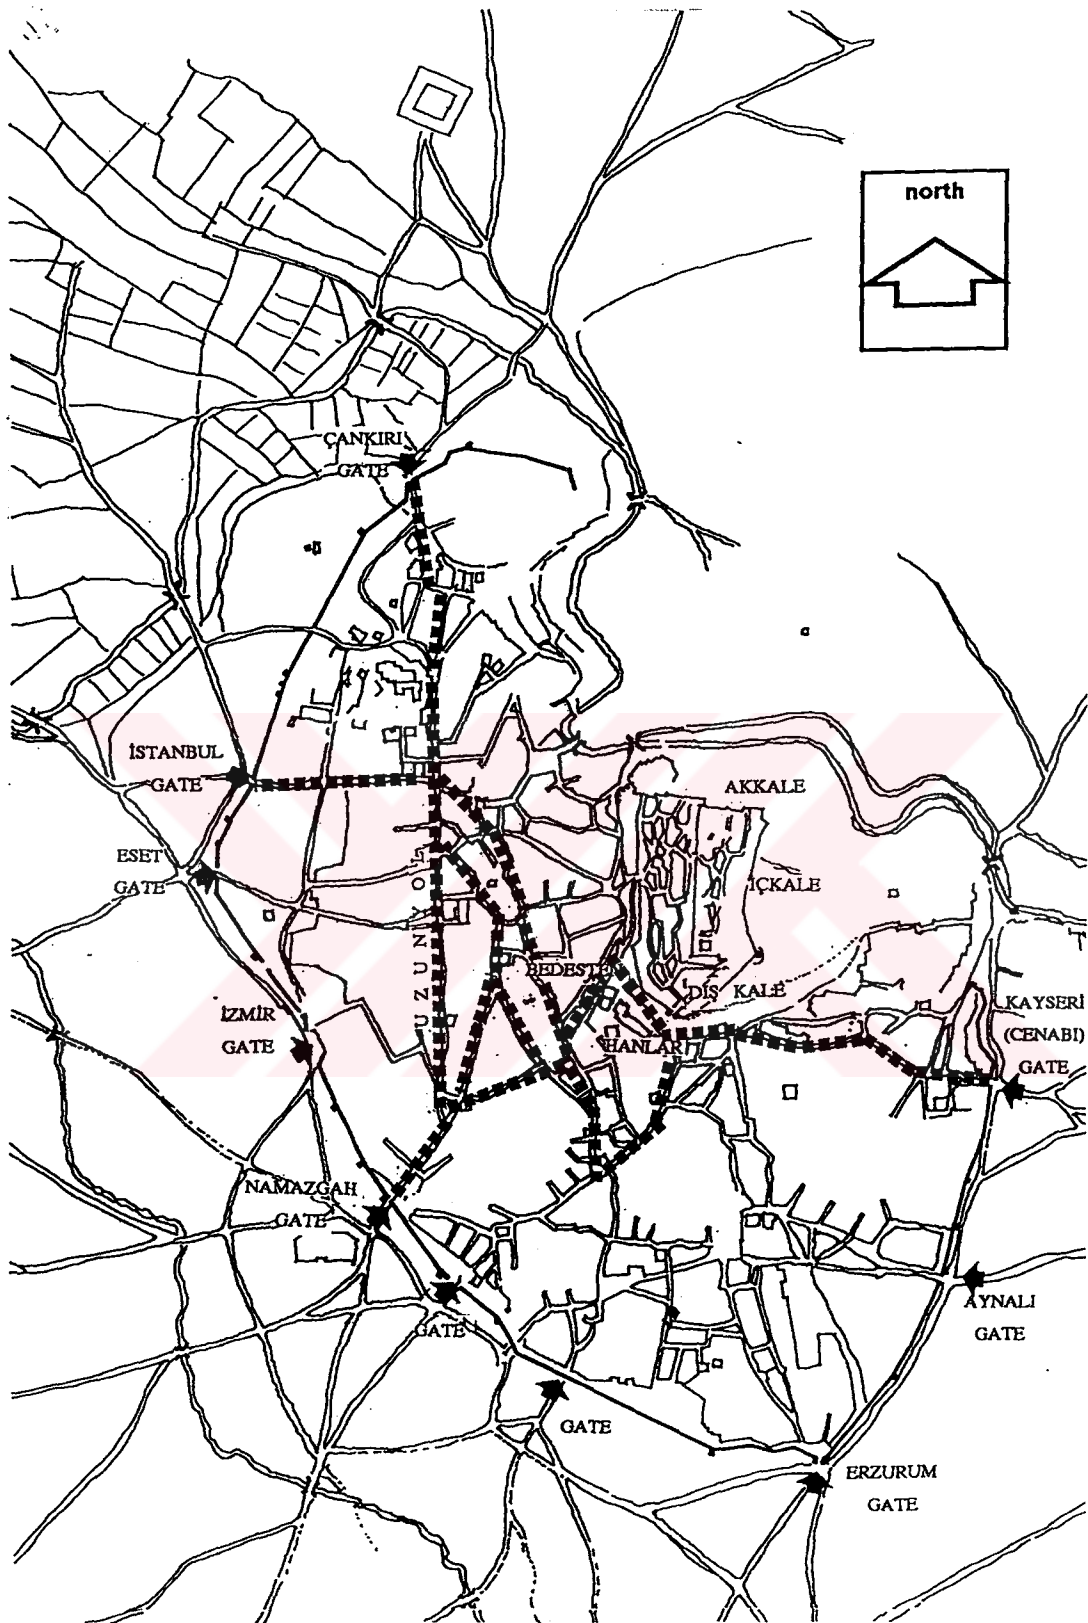 north
ÇANKIRI
GATE
İSTANBUL
GATE
AKKALE
ESET
GATE
İÇKALE
UZUNYOL
BEDESTE
DIŞ KALE
İZMİR
GATE
KAYSERİ
(CENABI)
GATE
HANLAR
NAMAZGAH
GATE
AYNALI
GATE
GATE
GATE
ERZURUM
GATE